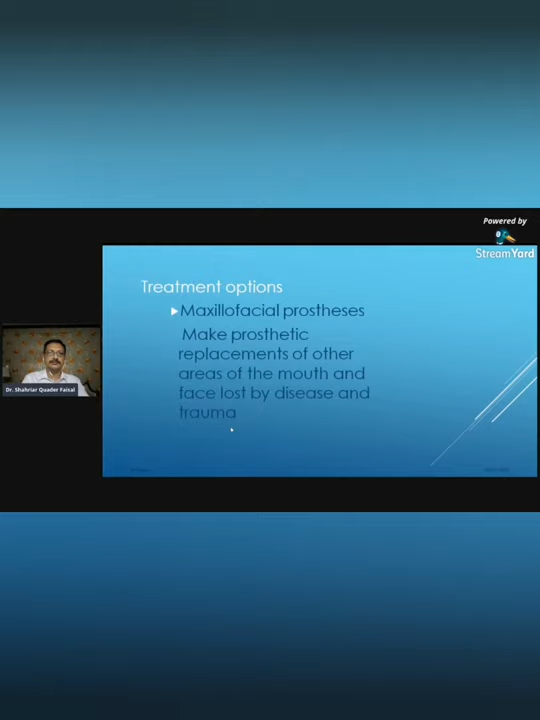 Powered by
StreamYard
Treatment options
Maxillofacial prostheses
Make prosthetic
replacements of other
areas of the mouth and
face lost by disease and
trauma
Dr. Shahriar Quader Faisal